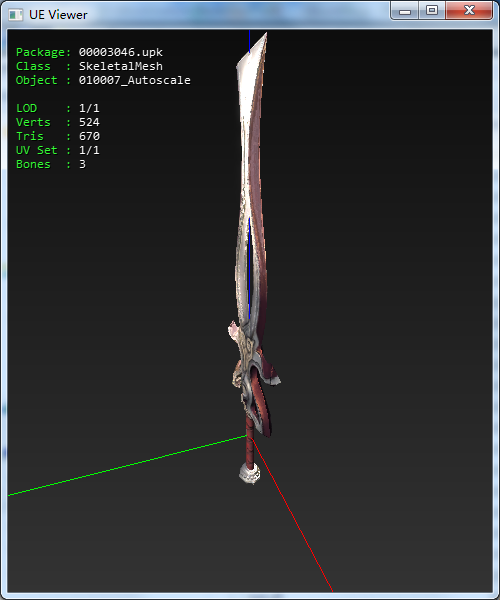 UE Viewer
Package: 00003046.upk
Class : SkeletalMesh
Object : 010007_Autoscale
LOD : 1/1
Verts : 524
Tris : 670
UV Set : 1/1
Bones : 3